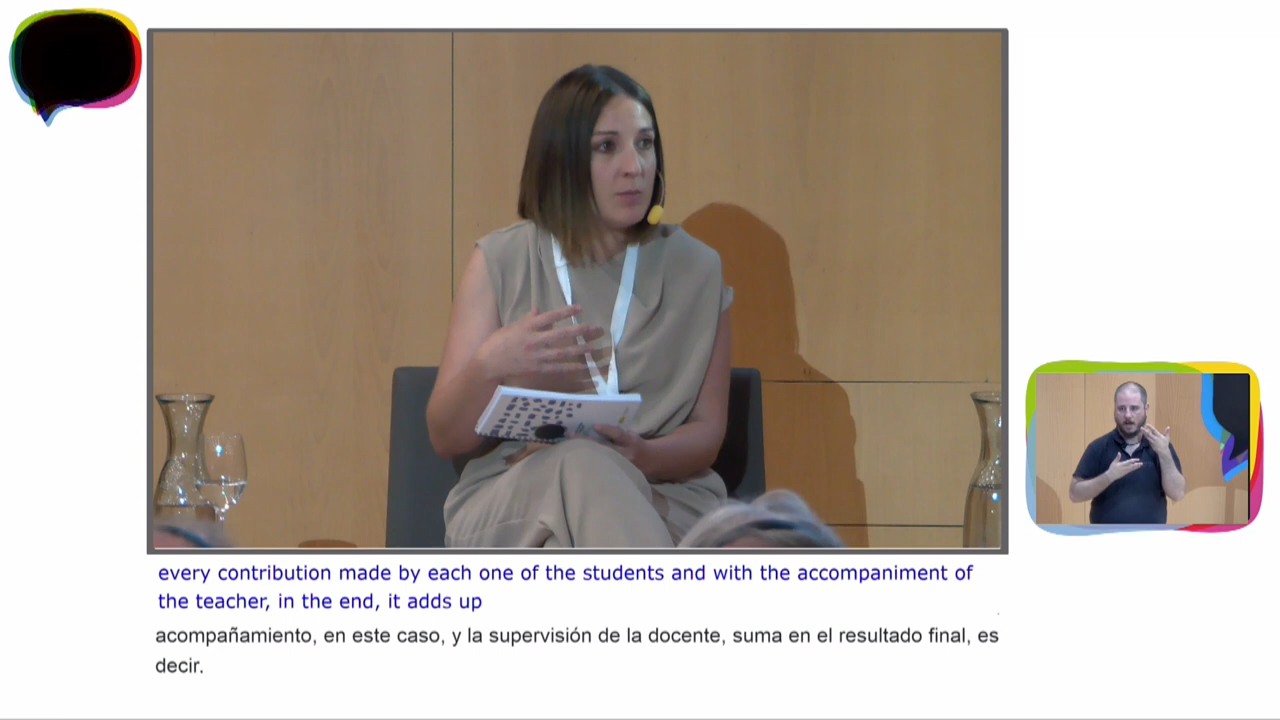 every contribution made by each one of the students and with the accompaniment of
the teacher, in the end, it adds up
acompañamiento, en este caso, y la supervisión de la docente, suma en el resultado final, es
decir.